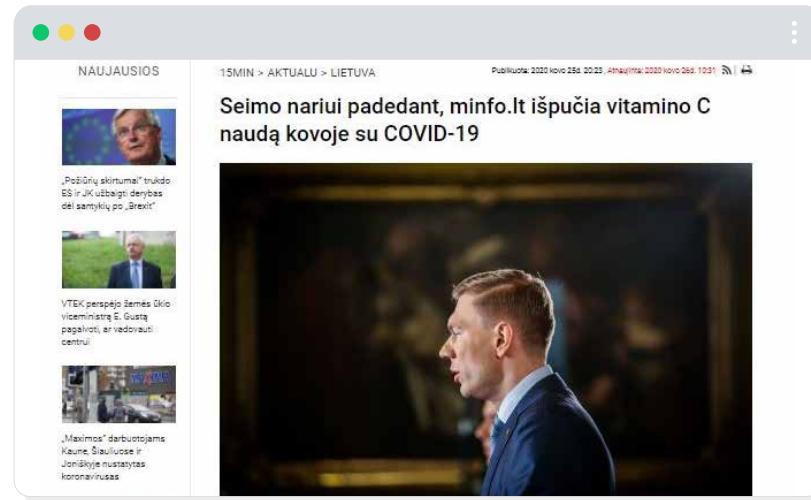 NAUJAUSIOS
„Požiūrių skirtumai" trukdo
ES ir JK užbaigti derybas
dėl santykių po „Brexit"
VTEK perspėjo žemės ūkio
viceministrą E. Gustą
pagalvoti, ar vadovauti
centrui
MAXIMA
„Maximos" darbuotojams
Kaune, Šiauliuose ir
Joniškyje nustatytas
koronavirusas
15MIN > AKTUALU > LIETUVA
Publikuota: 2020 kovo 25d. 20:23, Atnaujinta: 2020 kovo 26d. 10:31
Seimo nariui padedant, minfo.lt išpučia vitamino C
naudą kovoje su COVID-19